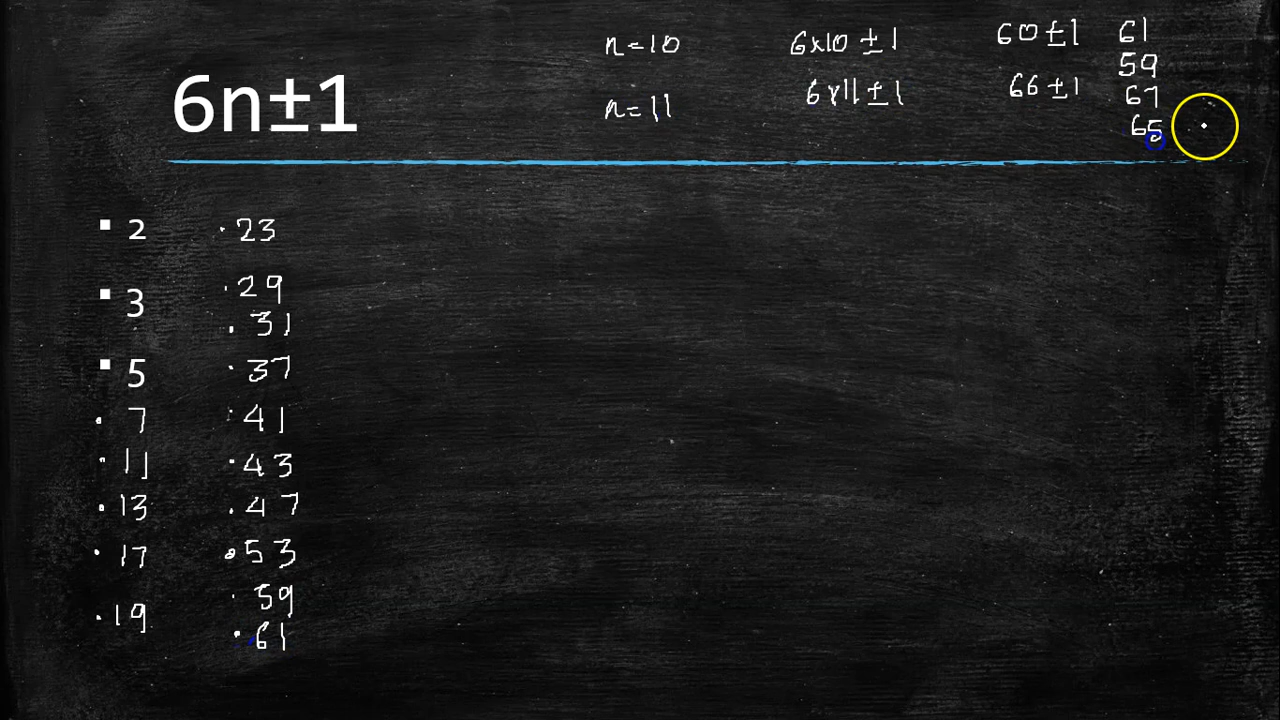 6n±1
n=10 6x10 ±1 60±1 61
59
n=11 6x11±1 66±1 67
65
▪ 2 · 23
▪ 3 · 29
· 31
▪ 5 · 37
· 7 · 41
· 11 · 43
· 13 · 47
· 17 · 53
· 19 · 59
· 61